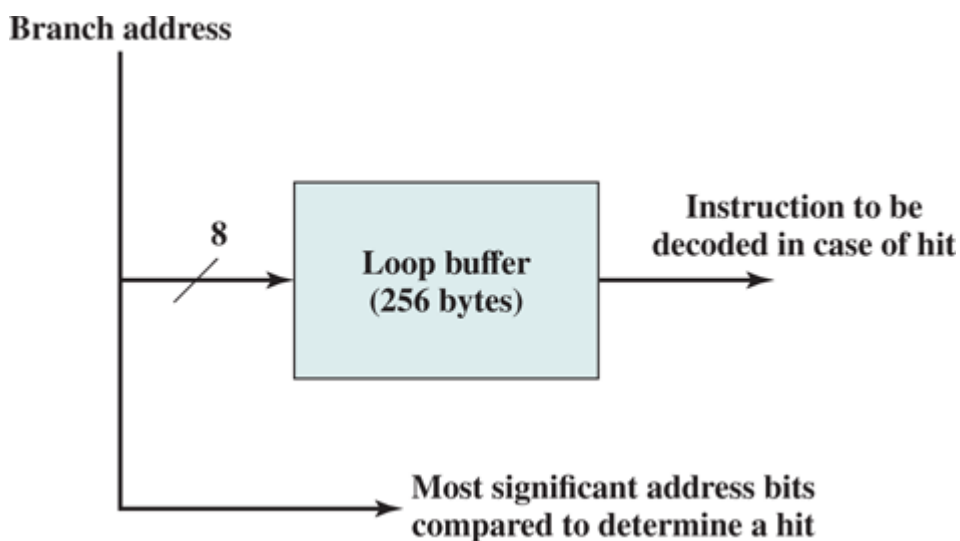 Branch address
8
Loop buffer
(256 bytes)
Instruction to be
decoded in case of hit
Most significant address bits
compared to determine a hit